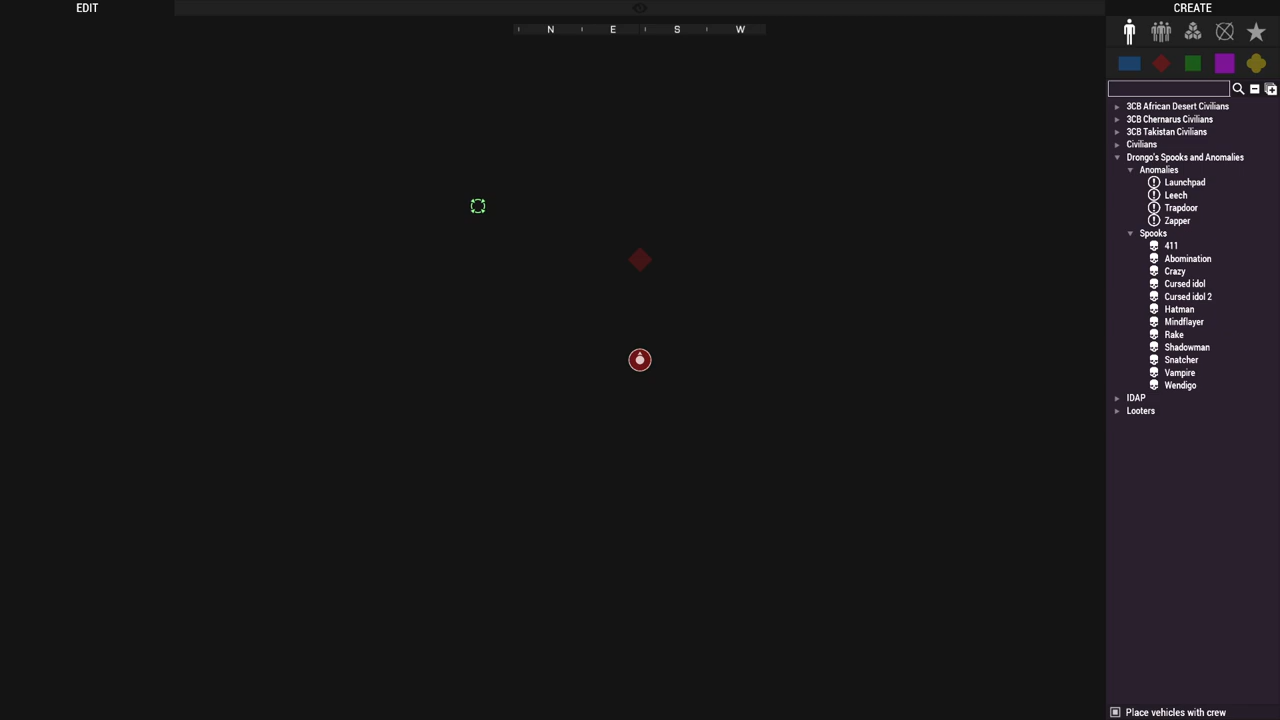 EDIT
CREATE
N E S W
3CB African Desert Civilians
3CB Chernarus Civilians
3CB Takistan Civilians
Civilians
Drongo's Spooks and Anomalies
Anomalies
Launchpad
Leech
Trapdoor
Zapper
Spooks
411
Abomination
Crazy
Cursed idol
Cursed idol 2
Hatman
Mindflayer
Rake
Shadowman
Snatcher
Vampire
Wendigo
IDAP
Looters
Place vehicles with crew